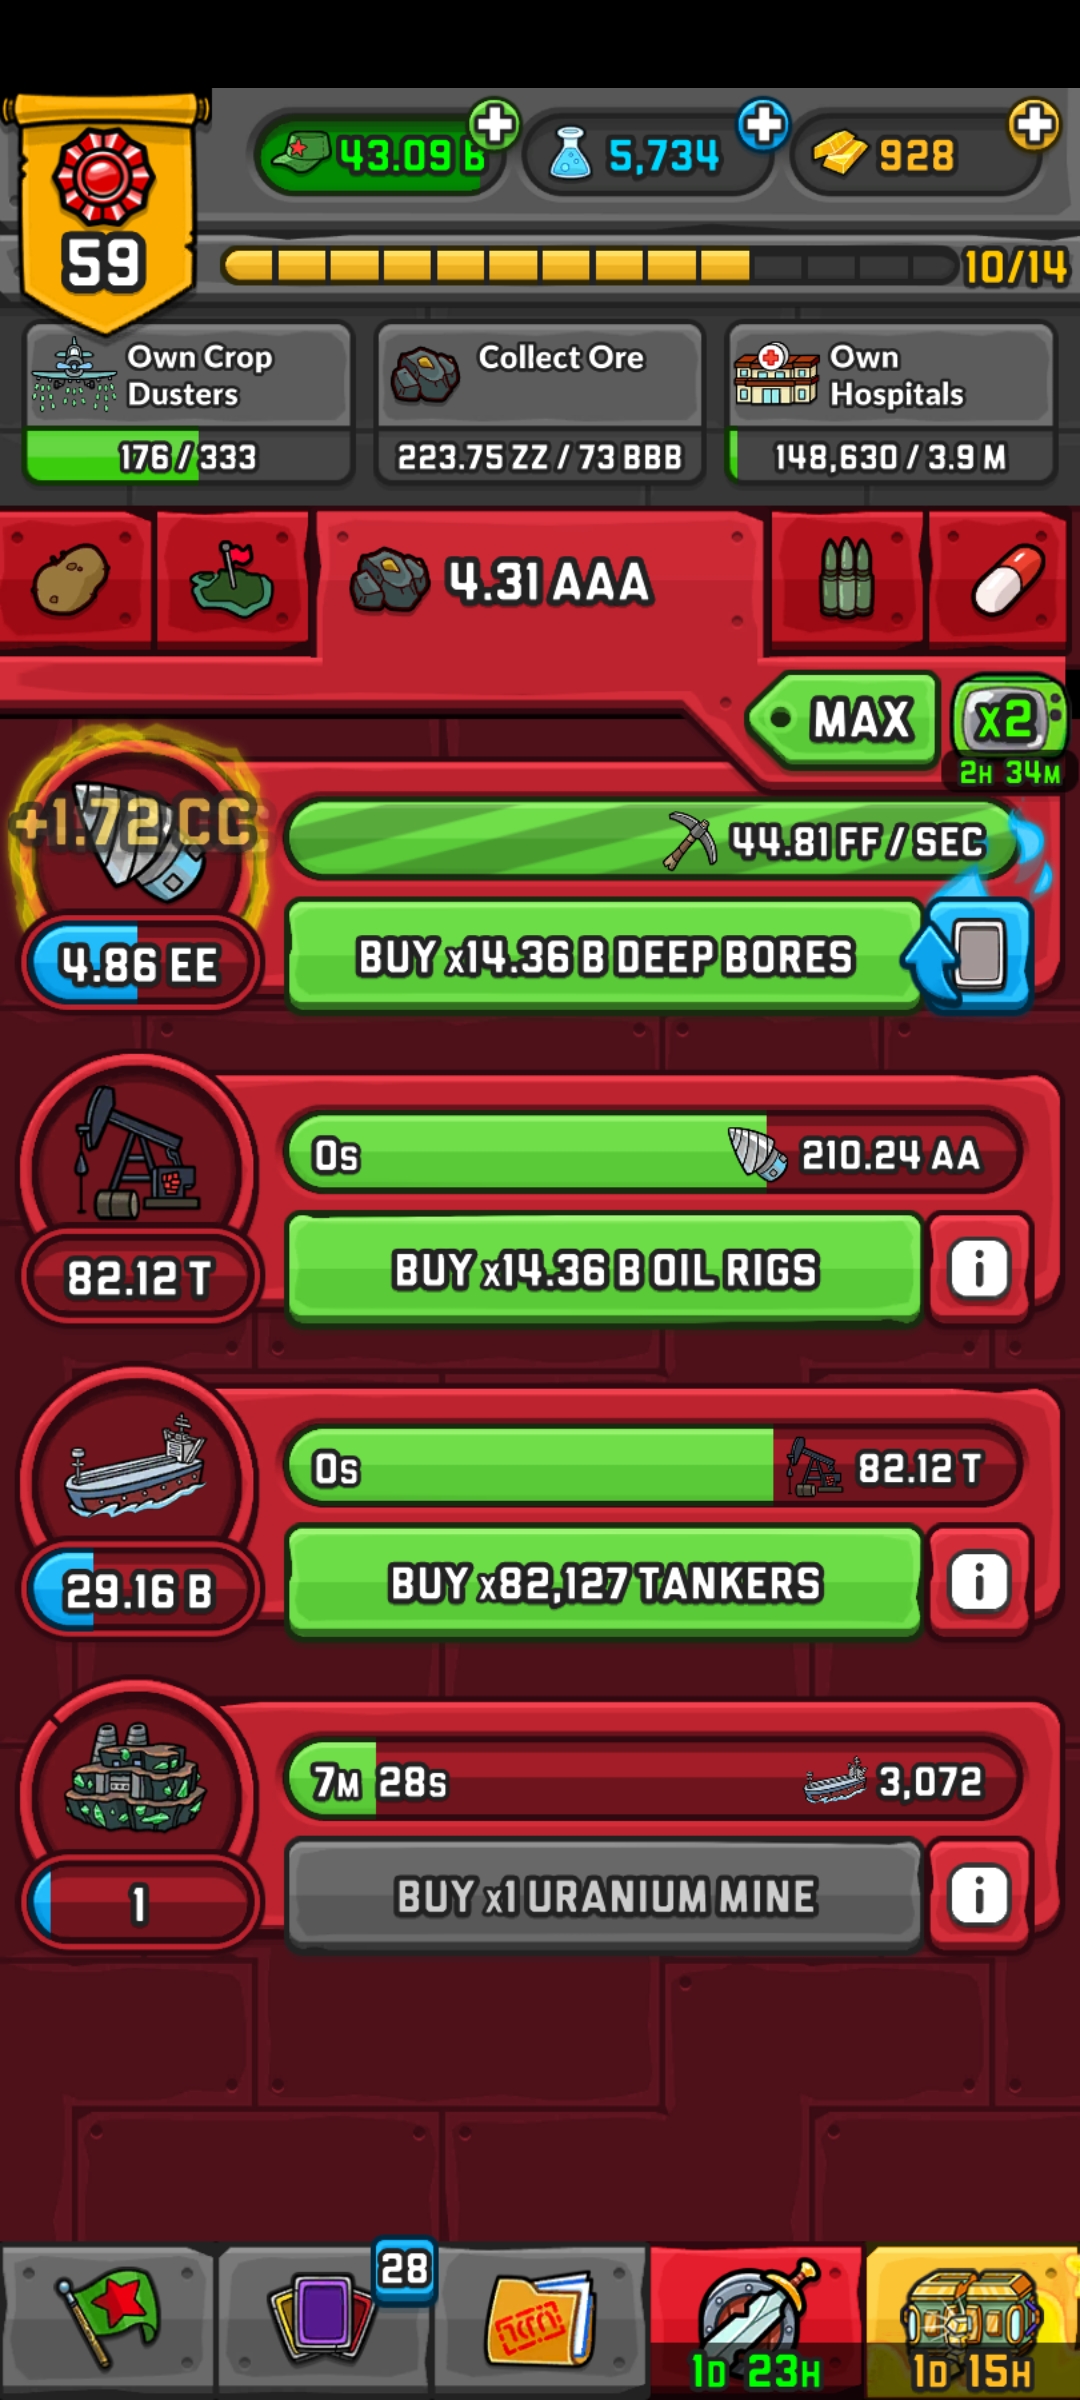 59
43.09 B
5,734
928
10/14
Own Crop Dusters
176 / 333
Collect Ore
223.75 ZZ / 73 BBB
Own Hospitals
148,630 / 3.9 M
4.31 AAA
MAX
x2
2H 34M
+1.72 CC
44.81 FF / SEC
4.86 EE
BUY x14.36 B DEEP BORES
0s
210.24 AA
82.12 T
BUY x14.36 B OIL RIGS
i
0s
82.12 T
29.16 B
BUY x82,127 TANKERS
i
7M 28s
3,072
1
BUY x1 URANIUM MINE
i
28
1D 23H
1D 15H